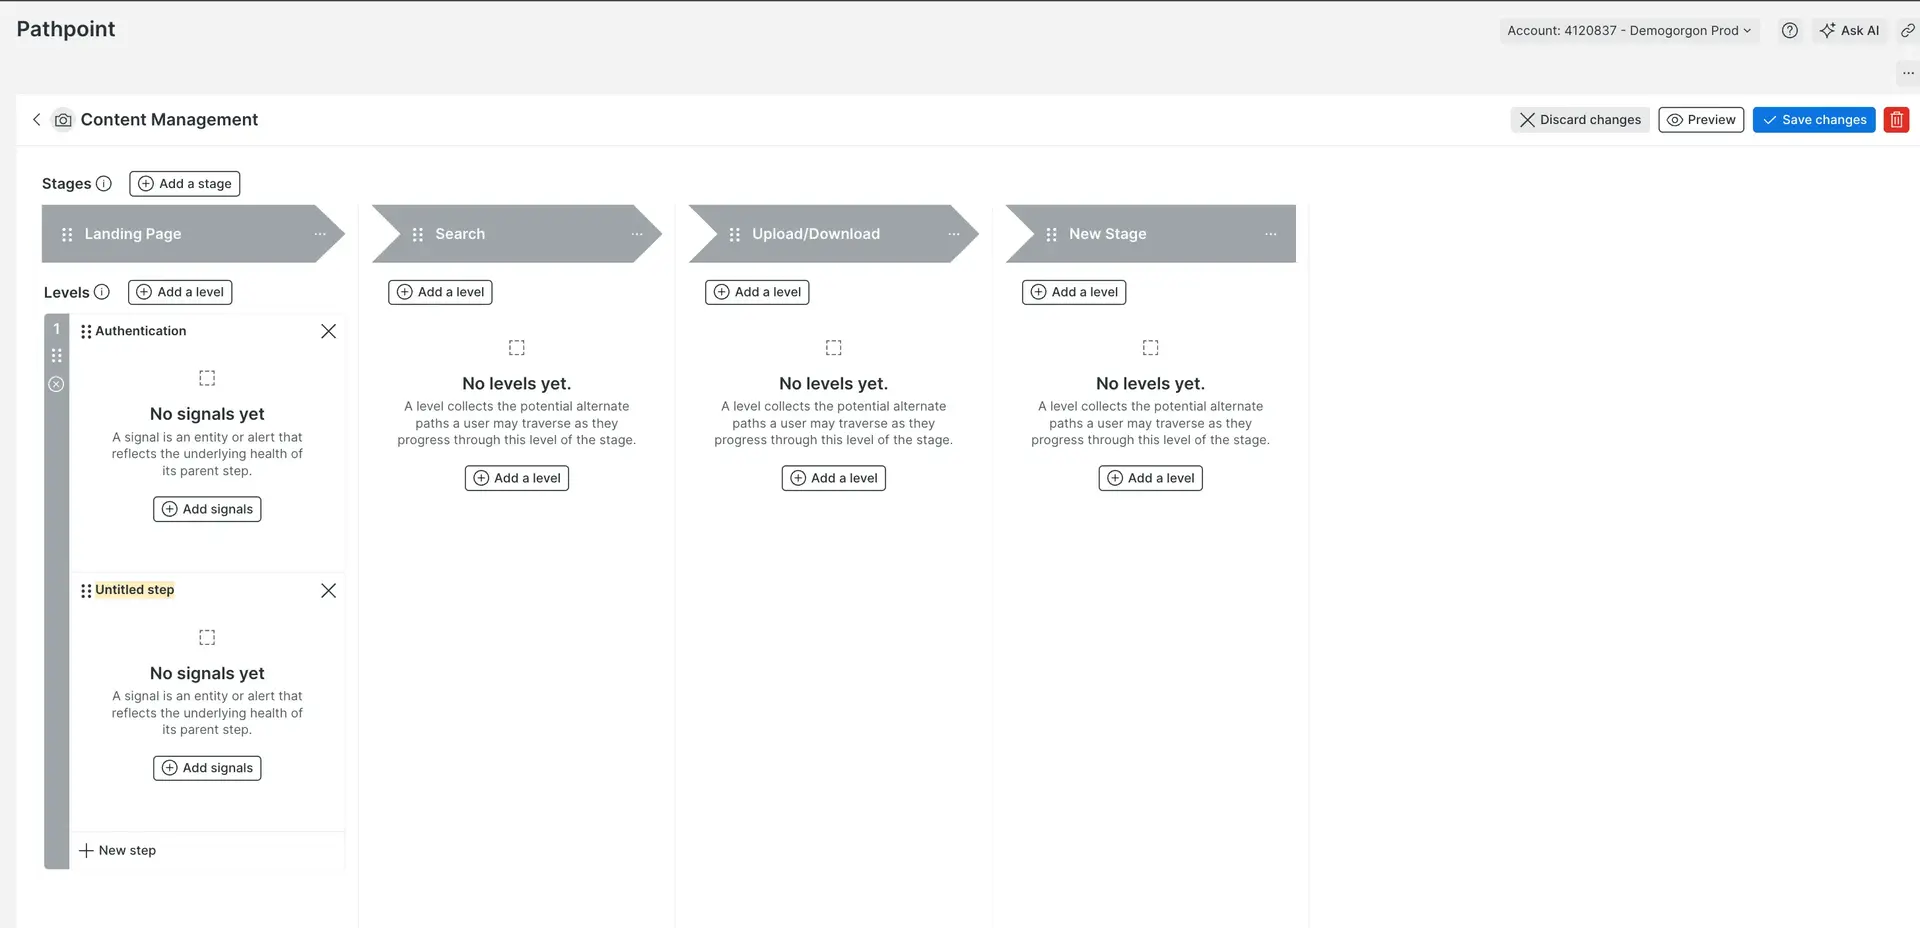 Pathpoint
Account: 4120837 - Demogorgon Prod
Ask AI
Content Management
Discard changes
Preview
Save changes
Stages
Add a stage
Landing Page
Search
Upload/Download
New Stage
Levels
Add a level
Add a level
Add a level
Add a level
1
Authentication
No signals yet
A signal is an entity or alert that
reflects the underlying health of
its parent step.
Add signals
Untitled step
No signals yet
A signal is an entity or alert that
reflects the underlying health of
its parent step.
Add signals
New step
No levels yet.
A level collects the potential alternate
paths a user may traverse as they
progress through this level of the stage.
Add a level
No levels yet.
A level collects the potential alternate
paths a user may traverse as they
progress through this level of the stage.
Add a level
No levels yet.
A level collects the potential alternate
paths a user may traverse as they
progress through this level of the stage.
Add a level